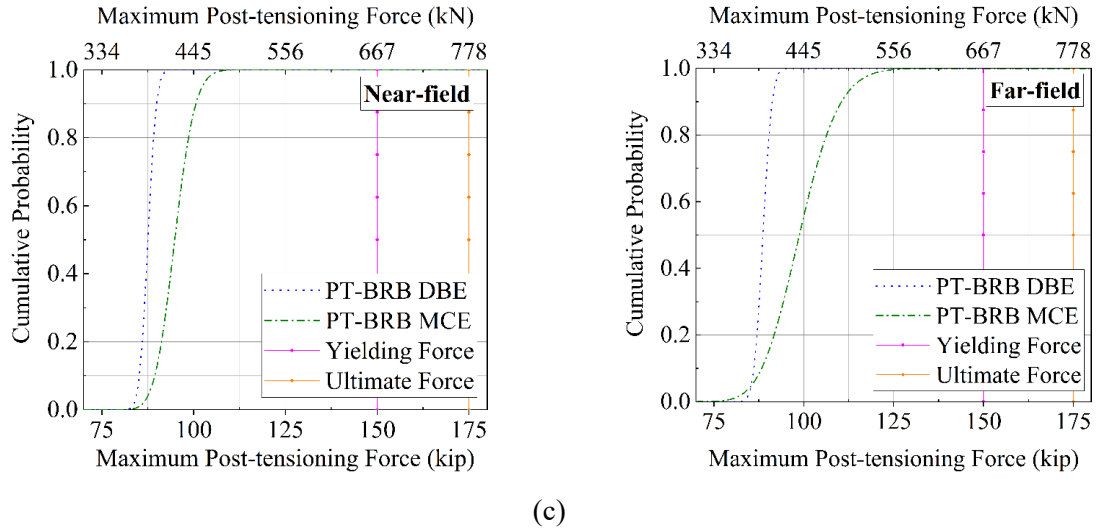 Maximum Post-tensioning Force (kN)
334 445 556 667 778
1.0
0.8
0.6
0.4
0.2
0.0
Cumulative Probability
Near-field
PT-BRB DBE
PT-BRB MCE
Yielding Force
Ultimate Force
75 100 125 150 175
Maximum Post-tensioning Force (kip)
Maximum Post-tensioning Force (kN)
334 445 556 667 778
1.0
0.8
0.6
0.4
0.2
0.0
Cumulative Probability
Far-field
PT-BRB DBE
PT-BRB MCE
Yielding Force
Ultimate Force
75 100 125 150 175
Maximum Post-tensioning Force (kip)
(c)